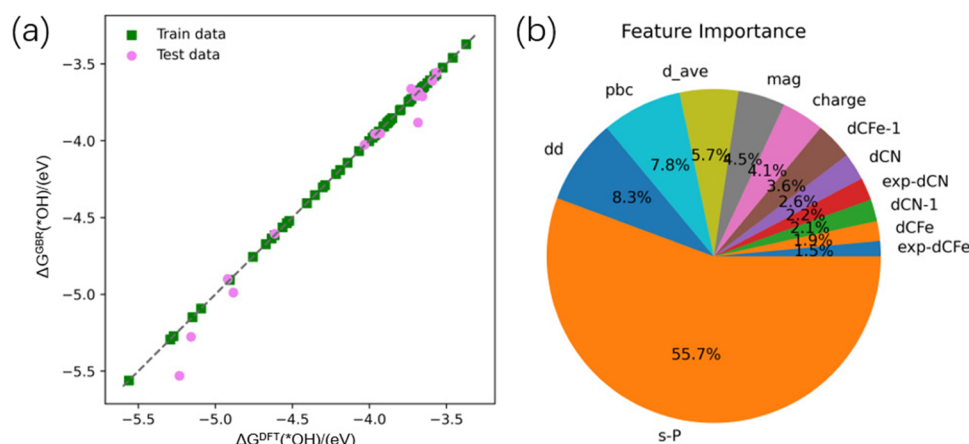 (a)
Train data
Test data
−3.5
−4.0
−4.5
−5.0
−5.5
ΔG^GBR(*OH)/(eV)
−5.5 −5.0 −4.5 −4.0 −3.5
ΔG^DFT(*OH)/(eV)
(b)
Feature Importance
dd
pbc
d_ave
mag
charge
dCFe-1
dCN
exp-dCN
dCN-1
dCFe
exp-dCFe
s-P
8.3%
7.8%
5.7%
4.5%
4.1%
3.6%
2.6%
2.2%
2.1%
1.9%
1.5%
55.7%